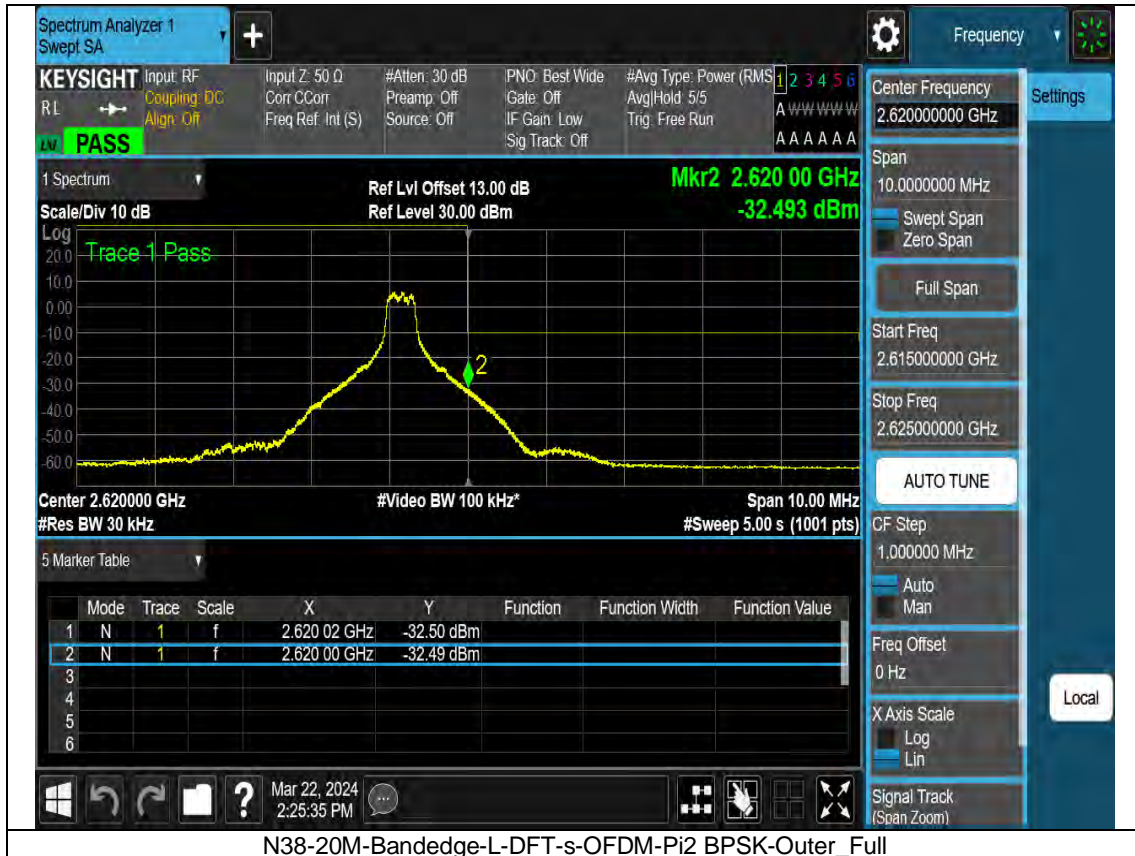 Spectrum Analyzer 1
Swept SA
+
Frequency
KEYSIGHT
RL
PASS
Input: RF
Coupling: DC
Align: Off
Input Z: 50 Ω
Corr CCorr
Freq Ref: Int (S)
#Atten: 30 dB
Preamp: Off
Source: Off
PNO: Best Wide
Gate: Off
IF Gain: Low
Sig Track: Off
#Avg Type: Power (RMS
Avg|Hold: 5/5
Trig: Free Run
1 2 3 4 5 6
A W W W W W
A A A A A A
1 Spectrum
Scale/Div 10 dB
Ref Lvl Offset 13.00 dB
Ref Level 30.00 dBm
Mkr2 2.620 00 GHz
-32.493 dBm
Log
Trace 1 Pass
20.0
10.0
0.00
-10.0
-20.0
-30.0
-40.0
-50.0
-60.0
2
Center 2.620000 GHz
#Res BW 30 kHz
#Video BW 100 kHz*
Span 10.00 MHz
#Sweep 5.00 s (1001 pts)
5 Marker Table
Mode Trace Scale X Y Function Function Width Function Value
1 N 1 f 2.620 02 GHz -32.50 dBm
2 N 1 f 2.620 00 GHz -32.49 dBm
3
4
5
6
Mar 22, 2024
2:25:35 PM
?
Center Frequency
2.620000000 GHz
Settings
Span
10.0000000 MHz
Swept Span
Zero Span
Full Span
Start Freq
2.615000000 GHz
Stop Freq
2.625000000 GHz
AUTO TUNE
CF Step
1.000000 MHz
Auto
Man
Freq Offset
0 Hz
X Axis Scale
Log
Lin
Signal Track
(Span Zoom)
Local
N38-20M-Bandedge-L-DFT-s-OFDM-Pi2 BPSK-Outer_Full